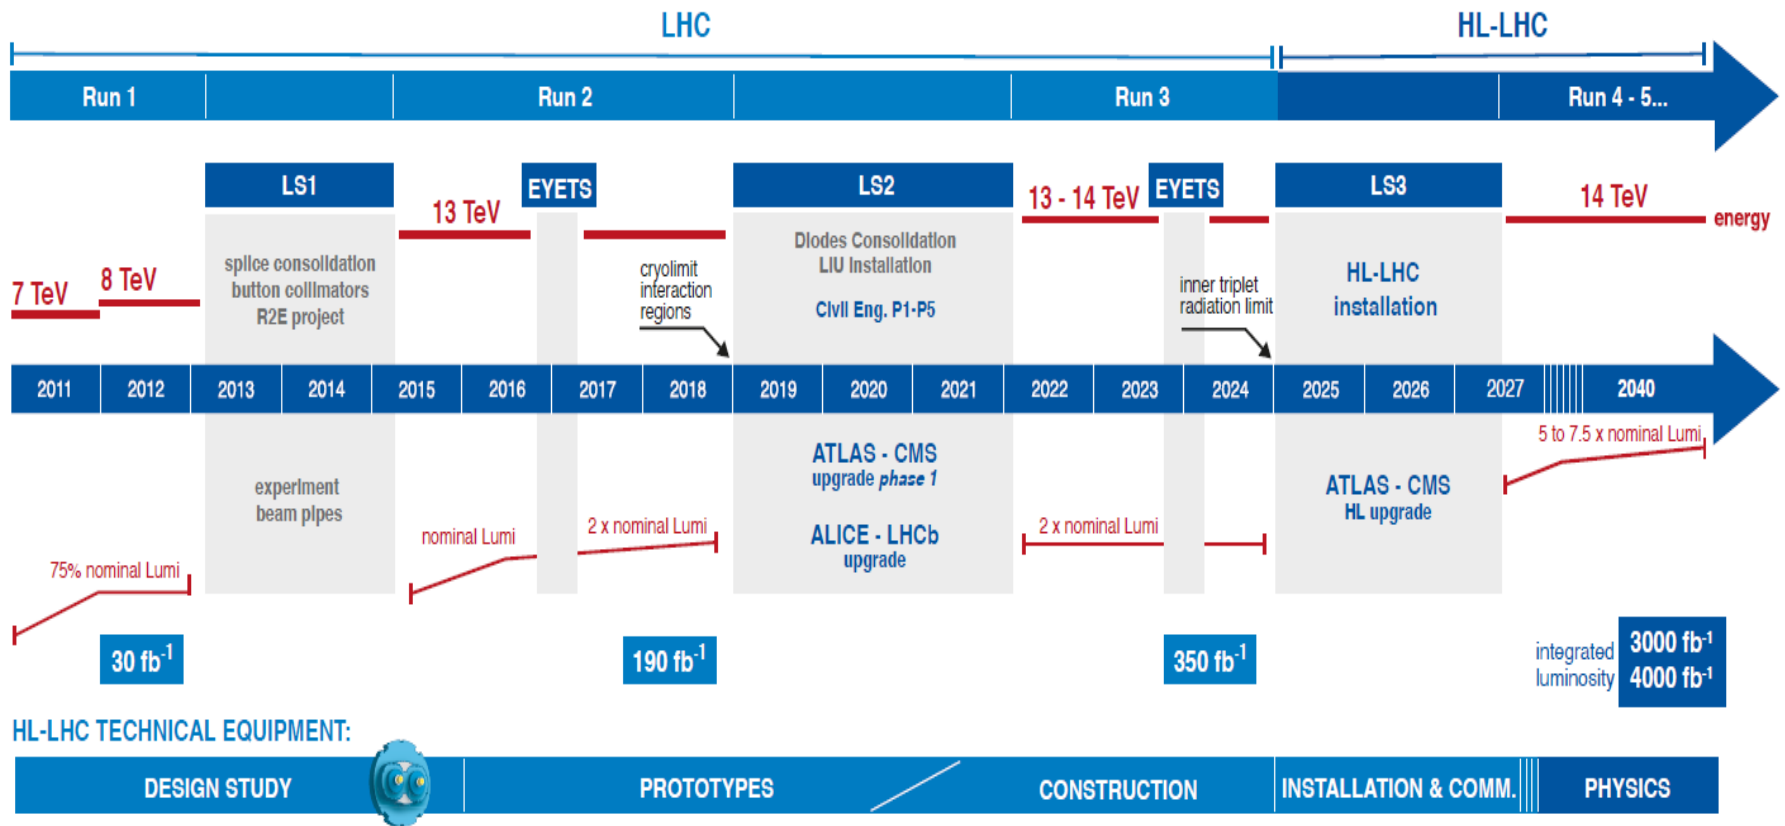 LHC
HL-LHC
Run 1
Run 2
Run 3
Run 4 - 5...
LS1
EYETS
LS2
EYETS
LS3
13 TeV
13 - 14 TeV
14 TeV
energy
7 TeV
8 TeV
splice consolidation
button collimators
R2E project
cryolimit
interaction
regions
Diodes Consolidation
LIU Installation
Civil Eng. P1-P5
inner triplet
radiation limit
HL-LHC
installation
2011
2012
2013
2014
2015
2016
2017
2018
2019
2020
2021
2022
2023
2024
2025
2026
2027
2040
5 to 7.5 x nominal Lumi
experiment
beam pipes
ATLAS - CMS
upgrade phase 1
ALICE - LHCb
upgrade
ATLAS - CMS
HL upgrade
75% nominal Lumi
nominal Lumi
2 x nominal Lumi
2 x nominal Lumi
30 fb⁻¹
190 fb⁻¹
350 fb⁻¹
integrated
luminosity
3000 fb⁻¹
4000 fb⁻¹
HL-LHC TECHNICAL EQUIPMENT:
DESIGN STUDY
PROTOTYPES
CONSTRUCTION
INSTALLATION & COMM.
PHYSICS